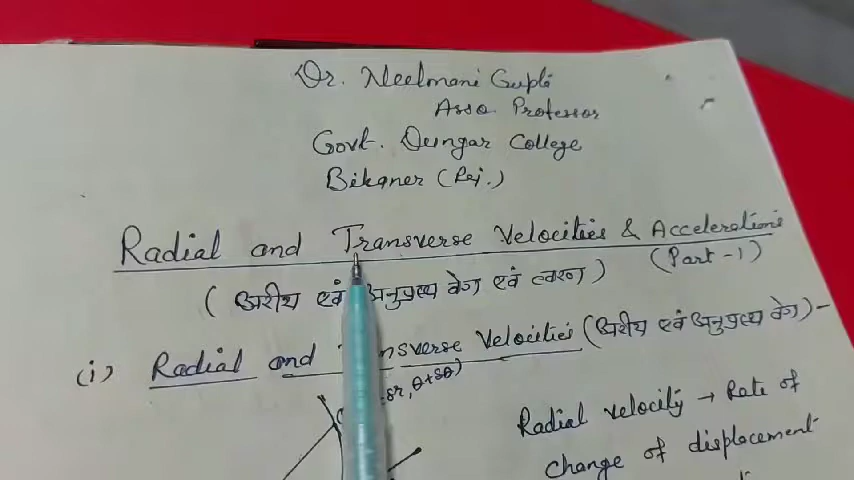 Dr. Neelmani Gupta
Asso. Professor
Govt. Dungar College
Bikaner (Raj.)
Radial and Transverse Velocities & Accelerations
(Part-1)
(अरीय एवं अनुप्रस्थ वेग एवं त्वरण)
(i) Radial and Transverse Velocities (अरीय एवं अनुप्रस्थ वेग) -
δr, θ+δθ)
Radial velocity → Rate of
change of displacement